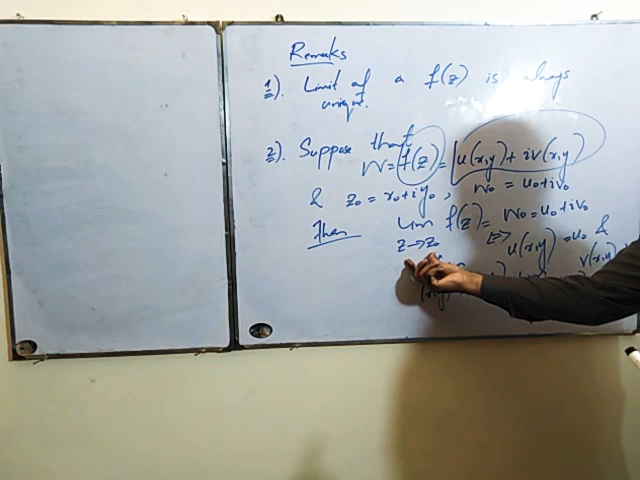 Remarks
1). Limit of a f(z) is always
unique.
2). Suppose that
W = f(z) = u(x,y) + iv(x,y)
& z₀ = x₀ + iy₀, w₀ = u₀ + iv₀
Then lim f(z) = w₀ = u₀ + iv₀
z → z₀
⇔ u(x,y) = u₀ &
v(x,y)